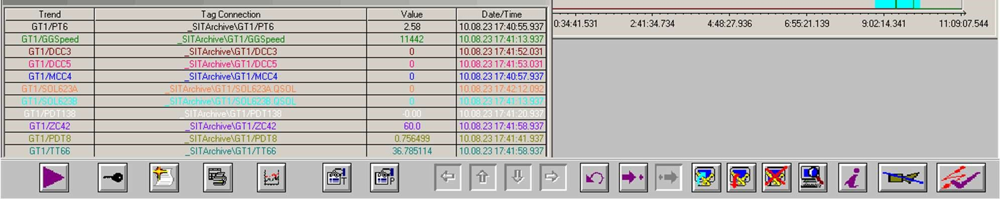 Trend Tag Connection Value Date/Time
GT1/PT6 _SITArchive\GT1/PT6 2.58 10.08.23 17:40:55.937
GT1/GGSpeed _SITArchive\GT1/GGSpeed 11442 10.08.23 17:41:13.937
GT1/DCC3 _SITArchive\GT1/DCC3 0 10.08.23 17:41:52.031
GT1/DCC5 _SITArchive\GT1/DCC5 0 10.08.23 17:41:53.031
GT1/MCC4 _SITArchive\GT1/MCC4 0 10.08.23 17:40:57.937
GT1/SOL623A _SITArchive\GT1/SOL623A.QSOL 0 10.08.23 17:42:12.092
GT1/SOL623B _SITArchive\GT1/SOL623B.QSOL 0 10.08.23 17:41:13.937
GT1/PDT138 _SITArchive\GT1/PDT138 -0.00 10.08.23 17:41:20.937
GT1/ZC42 _SITArchive\GT1/ZC42 60.0 10.08.23 17:41:58.937
GT1/PDT8 _SITArchive\GT1/PDT8 0.756499 10.08.23 17:41:41.937
GT1/TT66 _SITArchive\GT1/TT66 36.785114 10.08.23 17:41:58.937
0:34:41.531 2:41:34.734 4:48:27.936 6:55:21.139 9:02:14.341 11:09:07.544
T P i